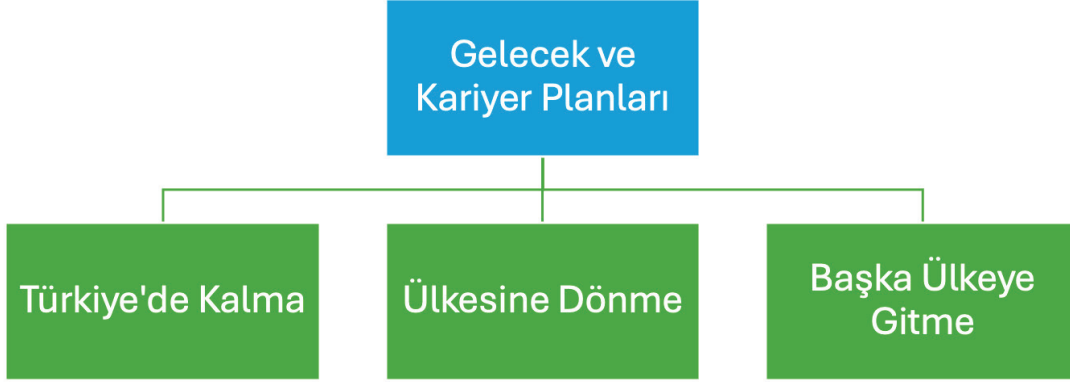 Gelecek ve
Kariyer Planları
Türkiye'de Kalma
Ülkesine Dönme
Başka Ülkeye
Gitme